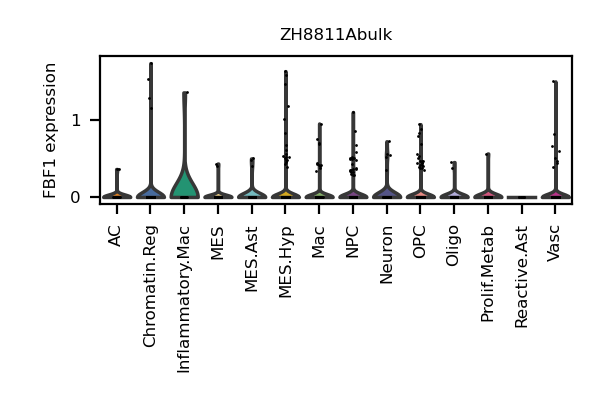 ZH8811Abulk
FBF1 expression
1
0
AC
Chromatin.Reg
Inflammatory.Mac
MES
MES.Ast
MES.Hyp
Mac
NPC
Neuron
OPC
Oligo
Prolif.Metab
Reactive.Ast
Vasc